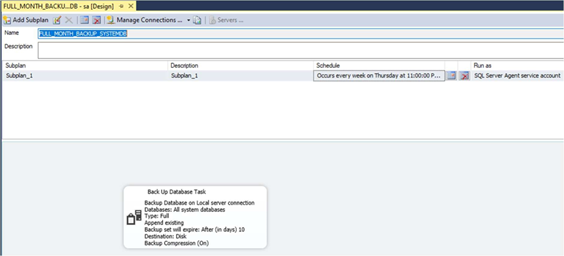 FULL_MONTH_BACKU...DB - sa [Design]
Add Subplan Manage Connections ... Servers ...
Name FULL_MONTH_BACKUP_SYSTEMDB
Description
Subplan Description Schedule Run as
Subplan_1 Subplan_1 Occurs every week on Thursday at 11:00:00 P... SQL Server Agent service account
Back Up Database Task
Backup Database on Local server connection
Databases: All system databases
Type: Full
Append existing
Backup set will expire: After (in days) 10
Destination: Disk
Backup Compression (On)